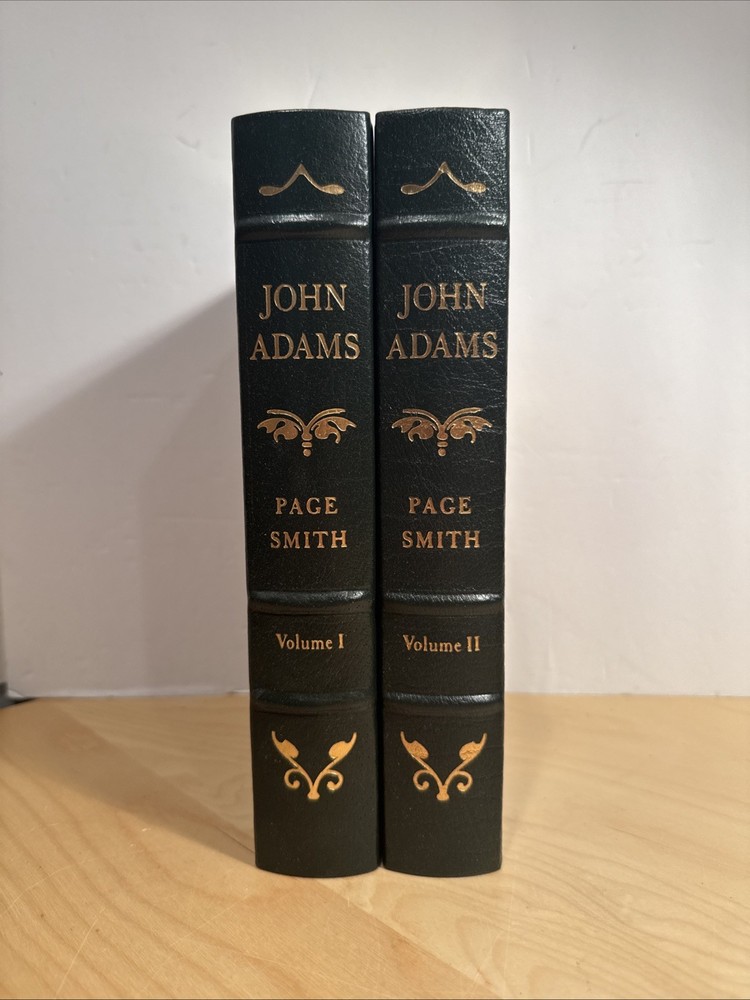 JOHN
ADAMS
PAGE
SMITH
Volume I
JOHN
ADAMS
PAGE
SMITH
Volume II